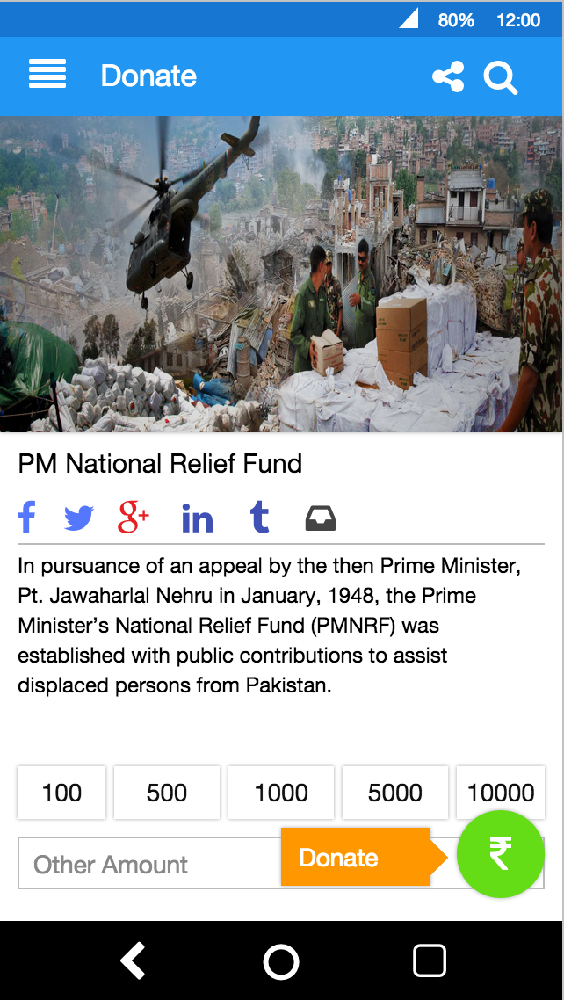 80% 12:00
Donate
PM National Relief Fund
In pursuance of an appeal by the then Prime Minister,
Pt. Jawaharlal Nehru in January, 1948, the Prime
Minister’s National Relief Fund (PMNRF) was
established with public contributions to assist
displaced persons from Pakistan.
100 500 1000 5000 10000
Other Amount Donate ₹